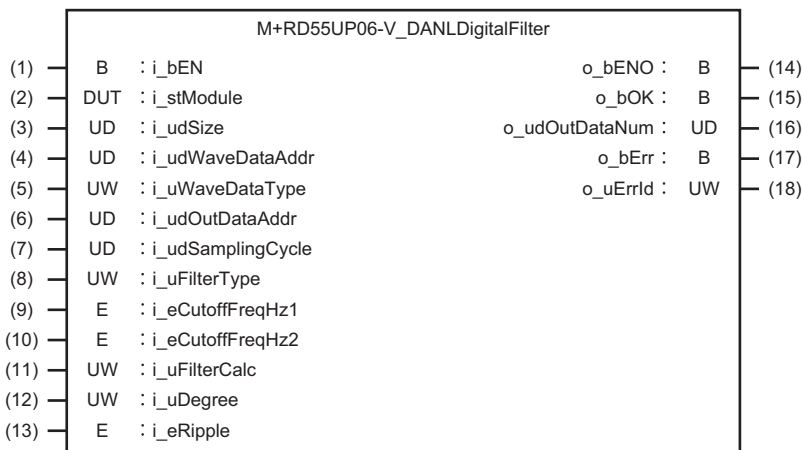 M+RD55UP06-V_DANLDigitalFilter
(1) B : i_bEN o_bENO : B (14)
(2) DUT : i_stModule o_bOK : B (15)
(3) UD : i_udSize o_udOutDataNum : UD (16)
(4) UD : i_udWaveDataAddr o_bErr : B (17)
(5) UW : i_uWaveDataType o_uErrId : UW (18)
(6) UD : i_udOutDataAddr
(7) UD : i_udSamplingCycle
(8) UW : i_uFilterType
(9) E : i_eCutoffFreqHz1
(10) E : i_eCutoffFreqHz2
(11) UW : i_uFilterCalc
(12) UW : i_uDegree
(13) E : i_eRipple